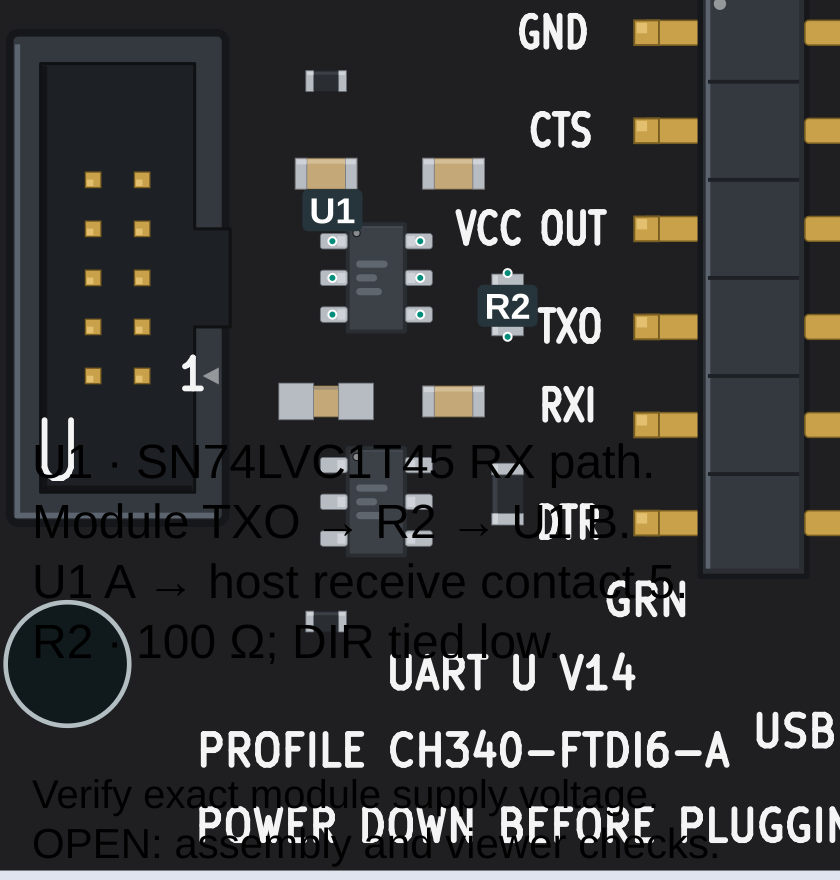 GND
CTS
U1
VCC OUT
R2
TXO
1
RXI
U
U1 · SN74LVC1T45 RX path.
Module TXO → R2 → U1 B.
DTR
U1 A → host receive contact 5.
GRN
R2 · 100 Ω; DIR tied low.
UART U V14
USB
PROFILE CH340-FTDI6-A
Verify exact module supply voltage.
POWER DOWN BEFORE PLUGGIN
OPEN: assembly and viewer checks.